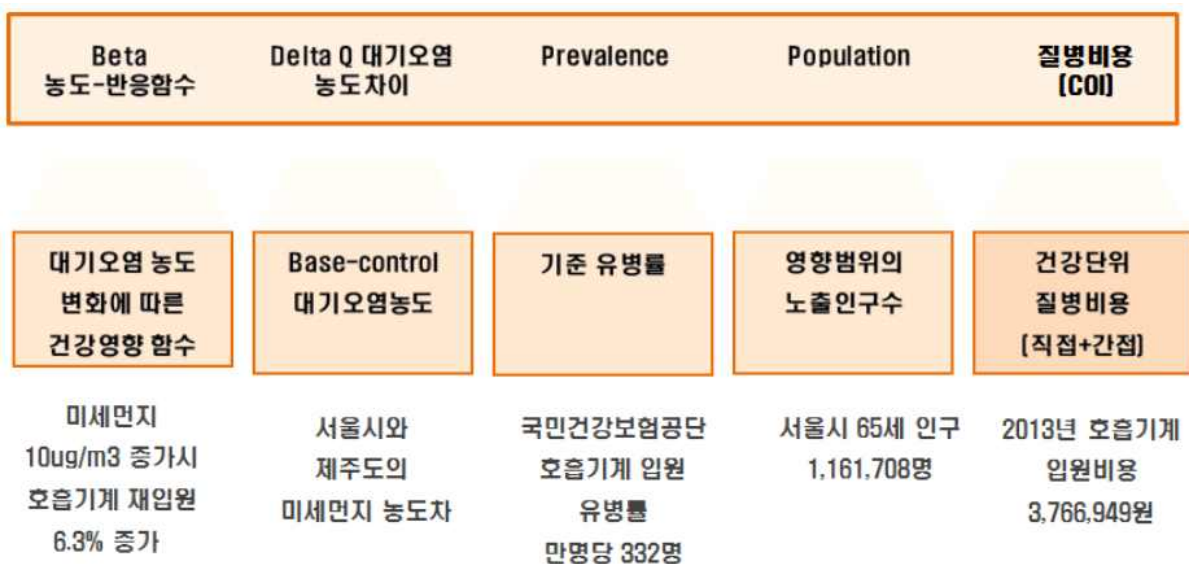 Beta
농도-반응함수
Delta Q 대기오염
농도차이
Prevalence
Population
질병비용
(COI)
대기오염 농도
변화에 따른
건강영향 함수
Base-control
대기오염농도
기준 유병률
영향범위의
노출인구수
건강단위
질병비용
(직접+간접)
미세먼지
10ug/m3 증가시
호흡기계 재입원
6.3% 증가
서울시와
제주도의
미세먼지 농도차
국민건강보험공단
호흡기계 입원
유병률
만명당 332명
서울시 65세 인구
1,161,708명
2013년 호흡기계
입원비용
3,766,949원